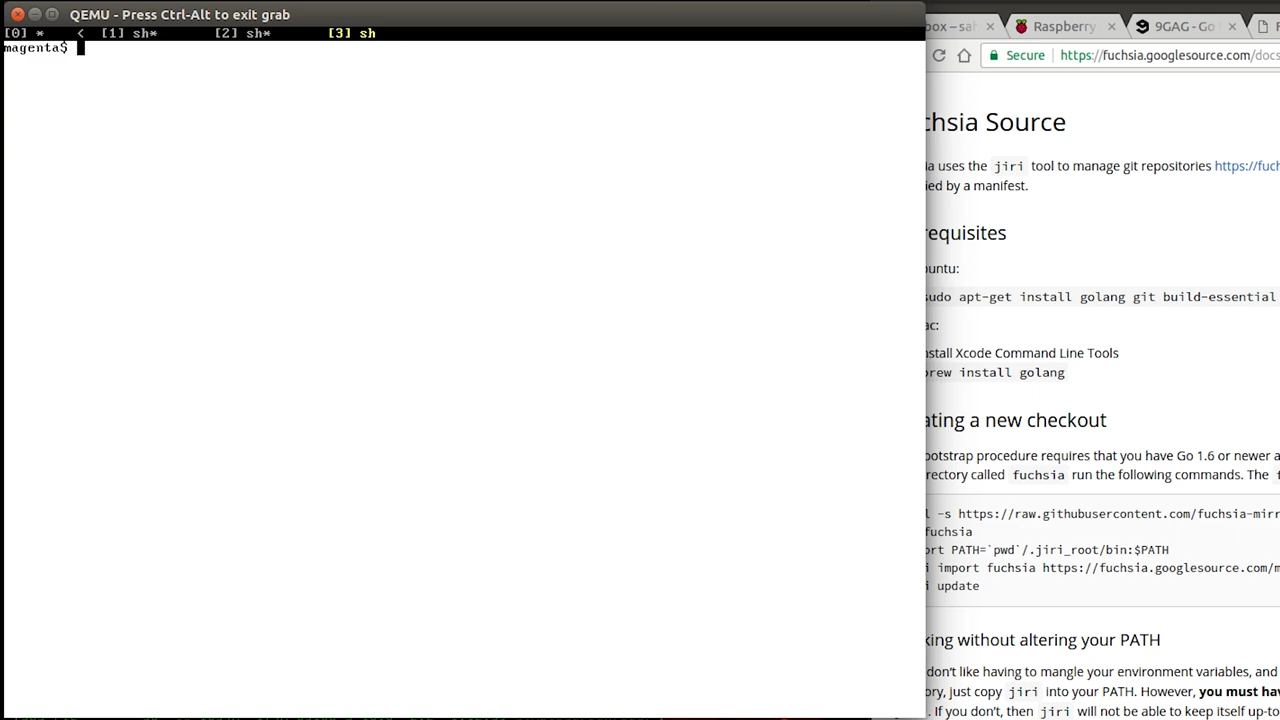 QEMU - Press Ctrl-Alt to exit grab
[0] * < [1] sh* [2] sh* [3] sh
magenta$
Raspberry
9GAG - Go
Secure
https://fuchsia.googlesource.com/docs
chsia Source
ia uses the jiri tool to manage git repositories https://fuch
ied by a manifest.
requisites
buntu:
sudo apt-get install golang git build-essential
ac:
nstall Xcode Command Line Tools
brew install golang
ating a new checkout
ootstrap procedure requires that you have Go 1.6 or newer a
rectory called fuchsia run the following commands. The f
l -s https://raw.githubusercontent.com/fuchsia-mirr
fuchsia
ort PATH=`pwd`/.jiri_root/bin:$PATH
i import fuchsia https://fuchsia.googlesource.com/m
i update
king without altering your PATH
don't like having to mangle your environment variables, and
ory, just copy jiri into your PATH. However, you must hav
. If you don't, then jiri will not be able to keep itself up-to